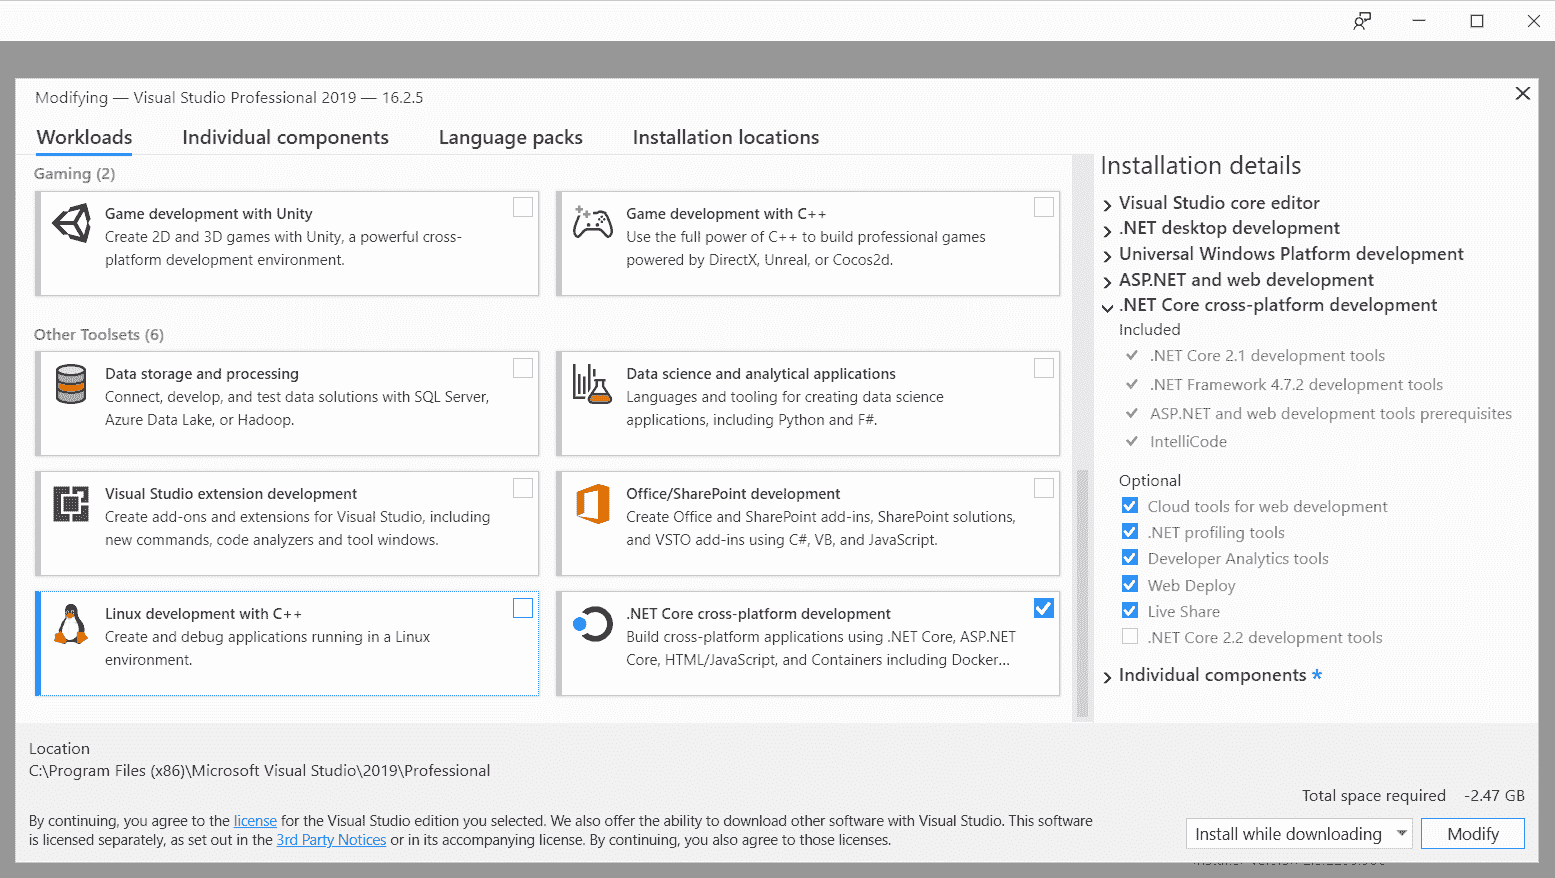 Modifying — Visual Studio Professional 2019 — 16.2.5
Workloads
Individual components
Language packs
Installation locations
Gaming (2)
Game development with Unity
Create 2D and 3D games with Unity, a powerful cross-
platform development environment.
Game development with C++
Use the full power of C++ to build professional games
powered by DirectX, Unreal, or Cocos2d.
Other Toolsets (6)
Data storage and processing
Connect, develop, and test data solutions with SQL Server,
Azure Data Lake, or Hadoop.
Data science and analytical applications
Languages and tooling for creating data science
applications, including Python and F#.
Visual Studio extension development
Create add-ons and extensions for Visual Studio, including
new commands, code analyzers and tool windows.
Office/SharePoint development
Create Office and SharePoint add-ins, SharePoint solutions,
and VSTO add-ins using C#, VB, and JavaScript.
Linux development with C++
Create and debug applications running in a Linux
environment.
.NET Core cross-platform development
Build cross-platform applications using .NET Core, ASP.NET
Core, HTML/JavaScript, and Containers including Docker...
Installation details
Visual Studio core editor
.NET desktop development
Universal Windows Platform development
ASP.NET and web development
.NET Core cross-platform development
Included
.NET Core 2.1 development tools
.NET Framework 4.7.2 development tools
ASP.NET and web development tools prerequisites
IntelliCode
Optional
Cloud tools for web development
.NET profiling tools
Developer Analytics tools
Web Deploy
Live Share
.NET Core 2.2 development tools
Individual components *
Location
C:\Program Files (x86)\Microsoft Visual Studio\2019\Professional
Total space required -2.47 GB
By continuing, you agree to the license for the Visual Studio edition you selected. We also offer the ability to download other software with Visual Studio. This software
is licensed separately, as set out in the 3rd Party Notices or in its accompanying license. By continuing, you also agree to those licenses.
Install while downloading
Modify